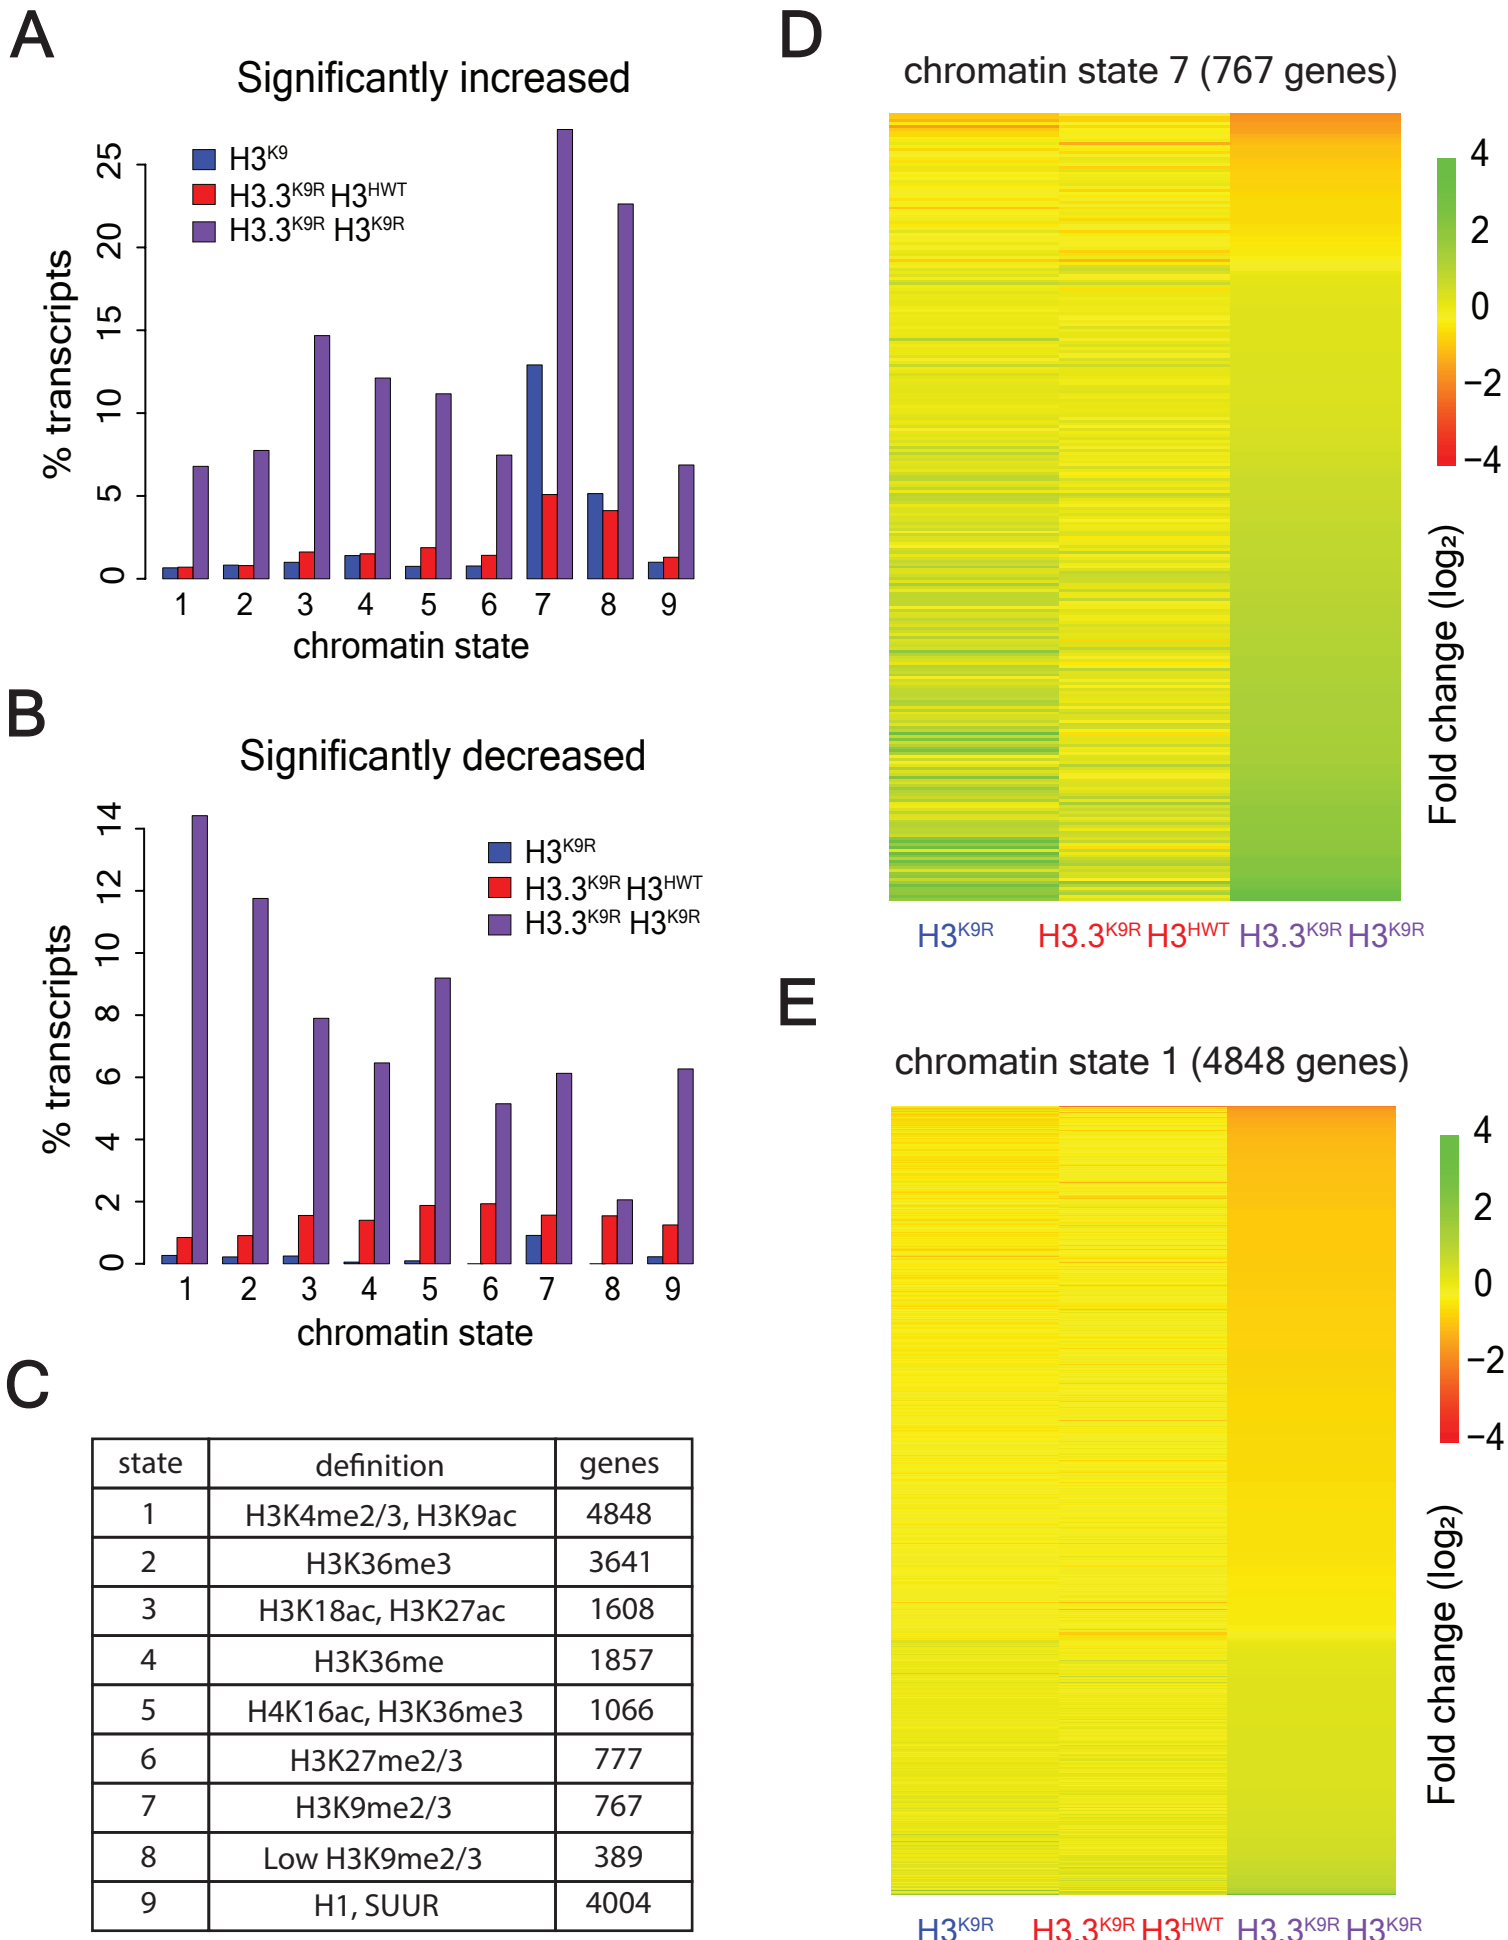 A
Significantly increased
H3K9
H3.3K9R H3HWT
H3.3K9R H3K9R
% transcripts
0 5 10 15 20 25
1 2 3 4 5 6 7 8 9
chromatin state
B
Significantly decreased
H3K9R
H3.3K9R H3HWT
H3.3K9R H3K9R
% transcripts
0 2 4 6 8 10 12 14
1 2 3 4 5 6 7 8 9
chromatin state
C
state definition genes
1 H3K4me2/3, H3K9ac 4848
2 H3K36me3 3641
3 H3K18ac, H3K27ac 1608
4 H3K36me 1857
5 H4K16ac, H3K36me3 1066
6 H3K27me2/3 777
7 H3K9me2/3 767
8 Low H3K9me2/3 389
9 H1, SUUR 4004
D
chromatin state 7 (767 genes)
4
2
0
−2
−4
Fold change (log₂)
H3K9R H3.3K9R H3HWT H3.3K9R H3K9R
E
chromatin state 1 (4848 genes)
4
2
0
−2
−4
Fold change (log₂)
H3K9R H3.3K9R H3HWT H3.3K9R H3K9R